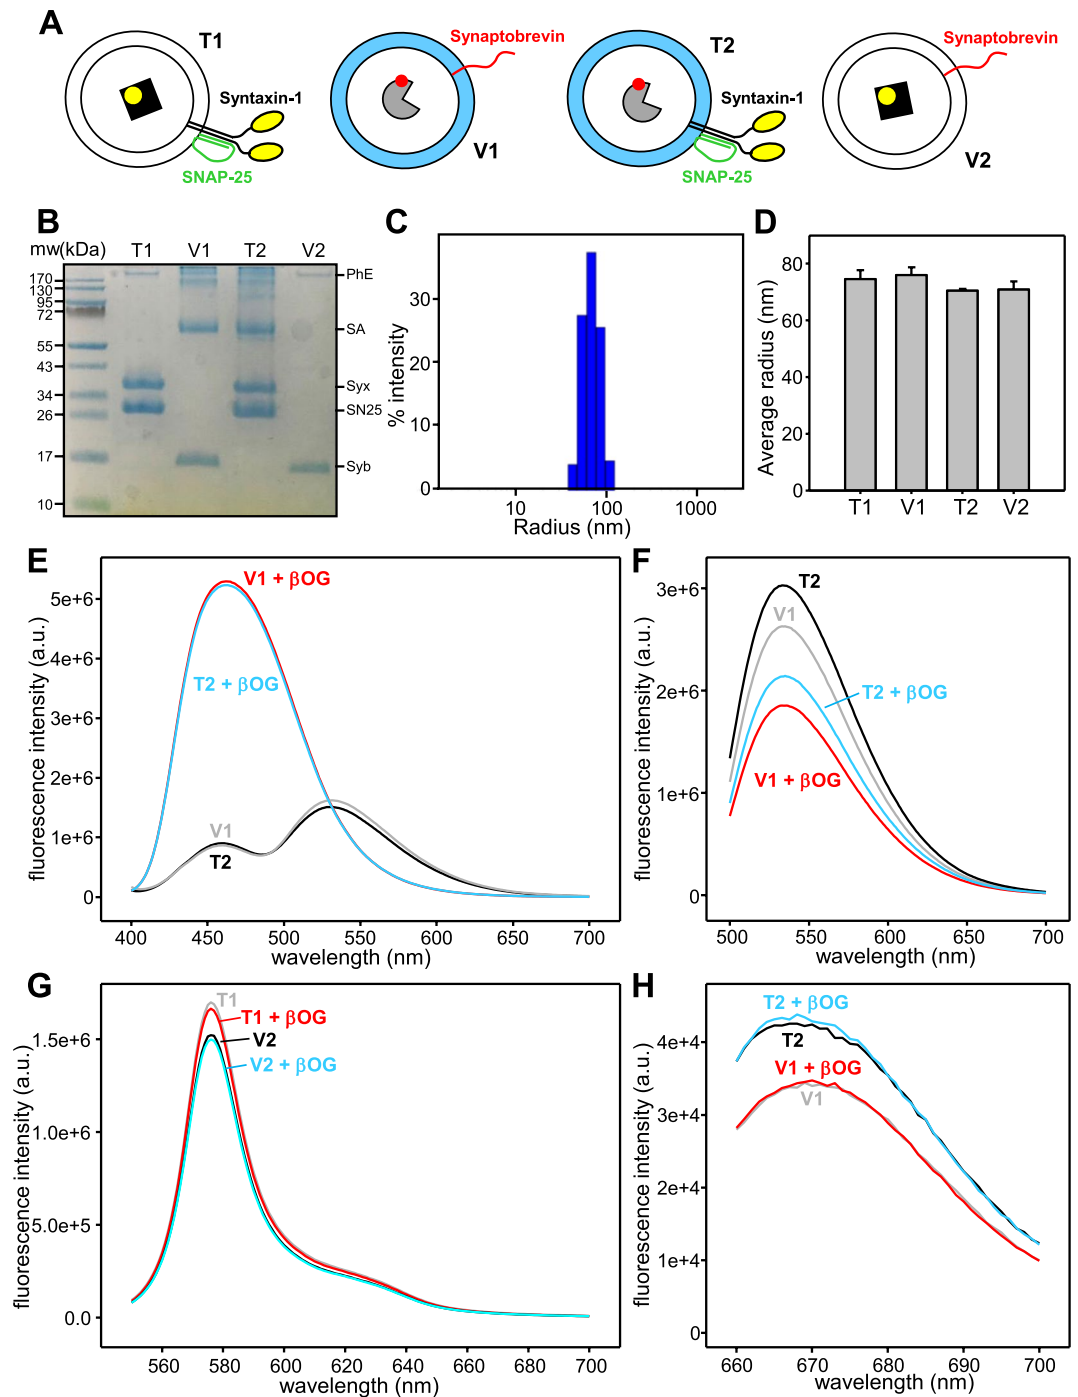 A
T1
Syntaxin-1
SNAP-25
Synaptobrevin
V1
T2
Syntaxin-1
SNAP-25
Synaptobrevin
V2
B
mw(kDa) T1 V1 T2 V2
170
130
95
72
55
43
34
26
17
10
PhE
SA
Syx
SN25
Syb
C
% intensity
30
20
10
0
10 100 1000
Radius (nm)
D
Average radius (nm)
80
60
40
20
0
T1 V1 T2 V2
E
fluorescence intensity (a.u.)
5e+6
4e+6
3e+6
2e+6
1e+6
0
V1 + βOG
T2 + βOG
V1
T2
400 450 500 550 600 650 700
wavelength (nm)
F
fluorescence intensity (a.u.)
3e+6
2e+6
1e+6
0
T2
V1
T2 + βOG
V1 + βOG
500 550 600 650 700
wavelength (nm)
G
fluorescence intensity (a.u.)
1.5e+6
1.0e+6
5.0e+5
0.0
T1
T1 + βOG
V2
V2 + βOG
560 580 600 620 640 660 680 700
wavelength (nm)
H
fluorescence intensity (a.u.)
4e+4
3e+4
2e+4
1e+4
0
T2 + βOG
T2
V1 + βOG
V1
660 670 680 690 700
wavelength (nm)